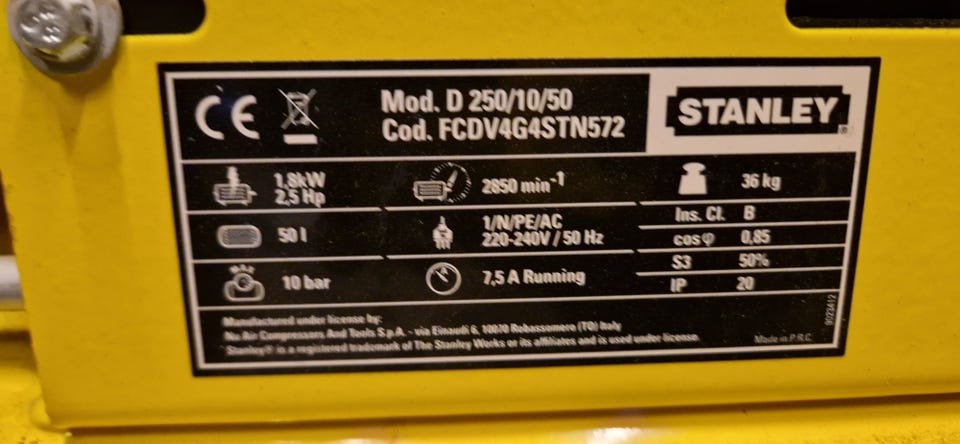 CE
Mod. D 250/10/50
Cod. FCDV4G4STN572
STANLEY®
1,8kW
2,5 Hp
2850 min-1
36 kg
50 l
1/N/PE/AC
220-240V / 50 Hz
Ins. Cl. B
cosφ 0,85
10 bar
7,5 A Running
S3 50%
IP 20
Manufactured under license by:
Nu Air Compressors And Tools S.p.A. - via Einaudi 6, 10070 Robassomero (TO) Italy
Stanley® is a registered trademark of The Stanley Works or its affiliates and is used under license.
Made in P.R.C.
9023412